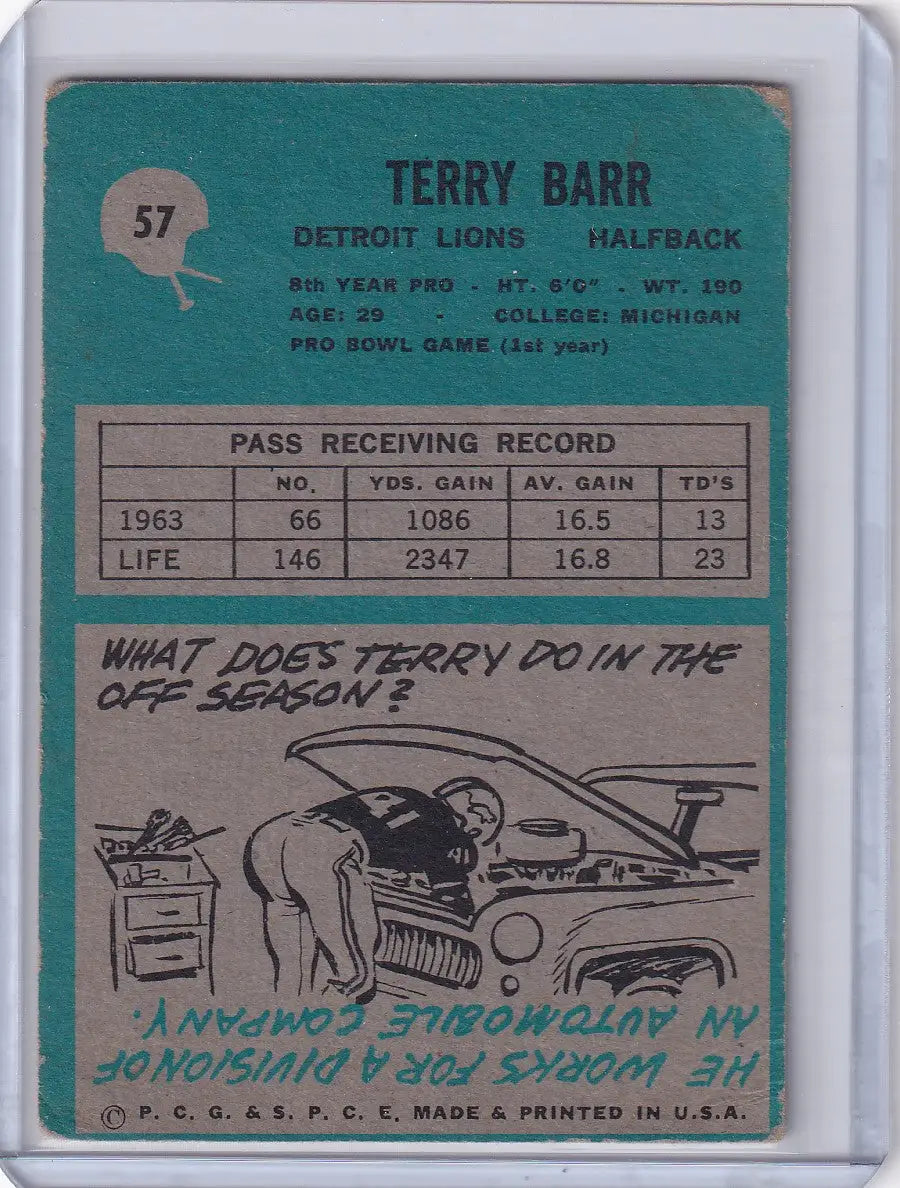 57
TERRY BARR
DETROIT LIONS HALFBACK
8th YEAR PRO - HT. 6'0" - WT. 190
AGE: 29 - COLLEGE: MICHIGAN
PRO BOWL GAME (1st year)
PASS RECEIVING RECORD
NO. YDS. GAIN AV. GAIN TD'S
1963 66 1086 16.5 13
LIFE 146 2347 16.8 23
WHAT DOES TERRY DO IN THE
OFF SEASON?
HE WORKS FOR A DIVISION OF
AN AUTOMOBILE COMPANY.
© P. C. G. & S. P. C. E. MADE & PRINTED IN U.S.A.